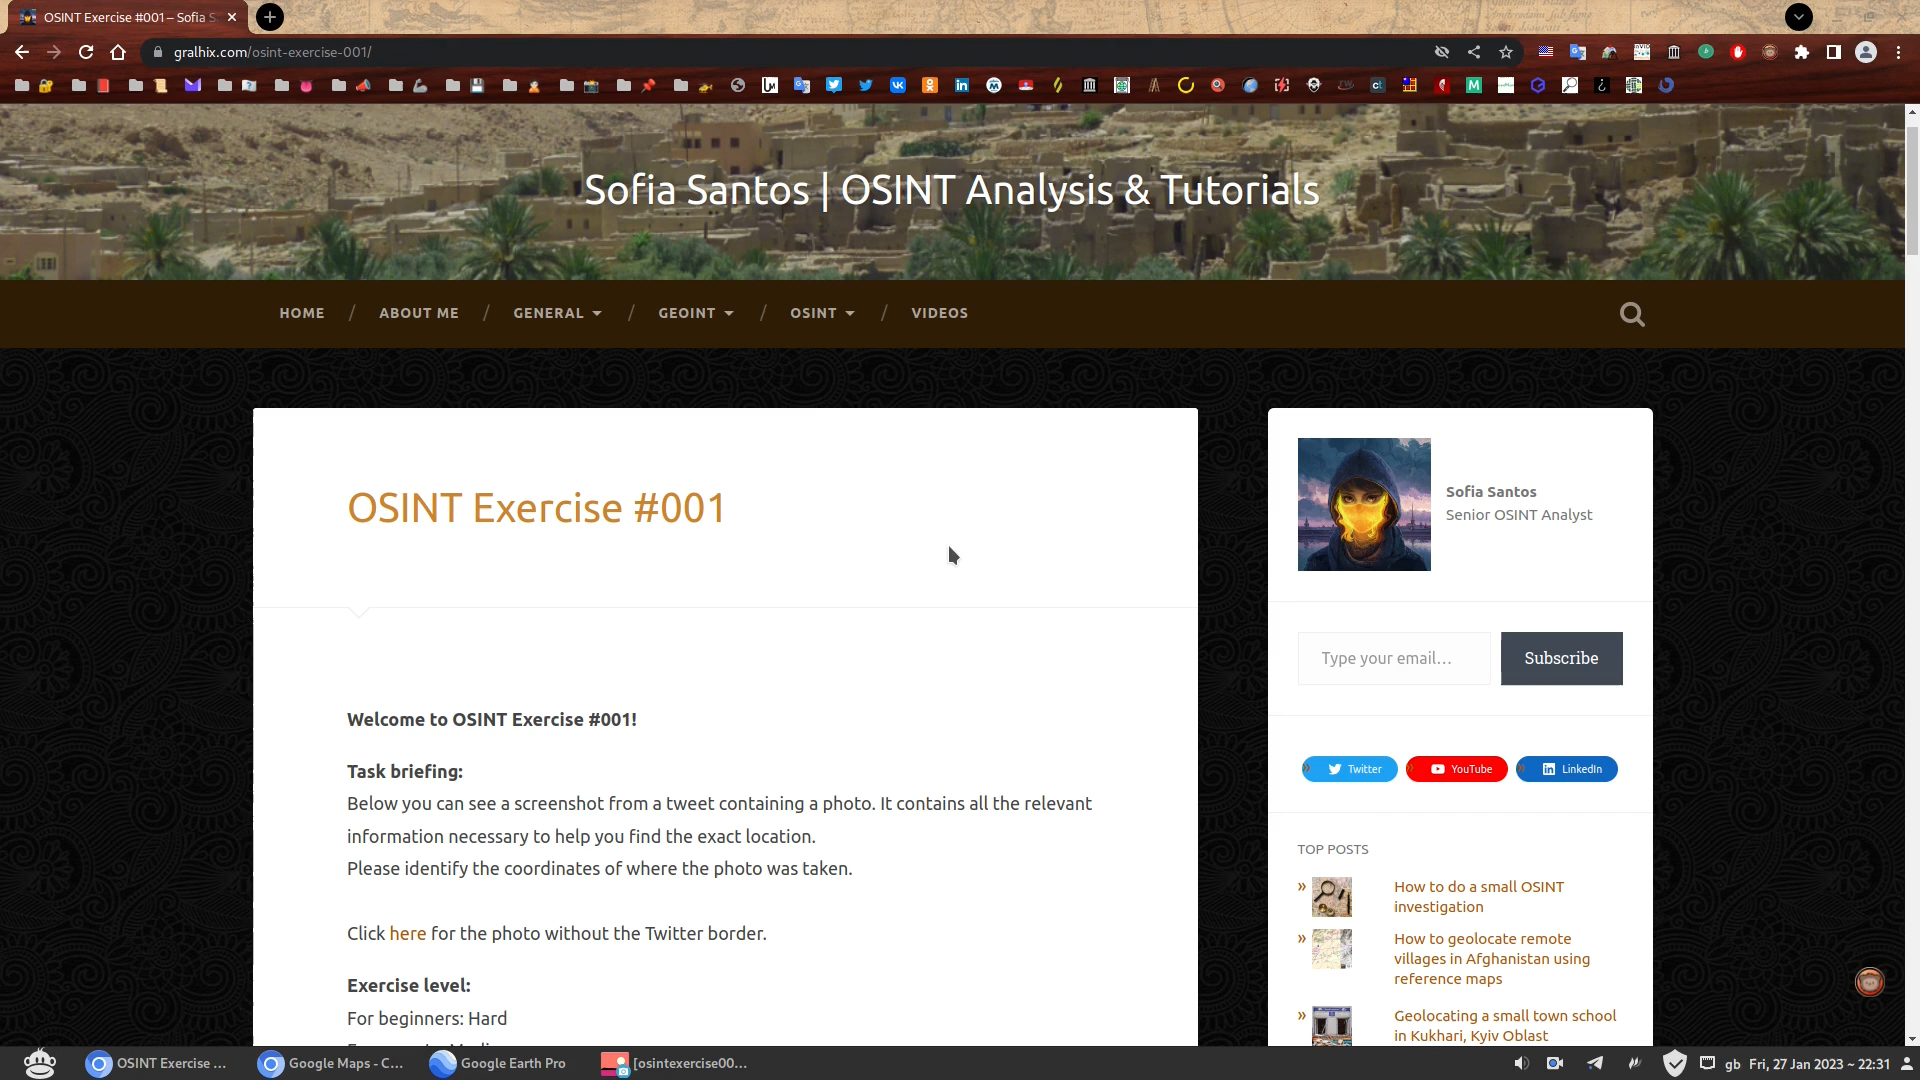 OSINT Exercise #001 – Sofia S
gralhix.com/osint-exercise-001/
Sofia Santos | OSINT Analysis & Tutorials
HOME / ABOUT ME / GENERAL / GEOINT / OSINT / VIDEOS
OSINT Exercise #001
Welcome to OSINT Exercise #001!
Task briefing:
Below you can see a screenshot from a tweet containing a photo. It contains all the relevant
information necessary to help you find the exact location.
Please identify the coordinates of where the photo was taken.
Click here for the photo without the Twitter border.
Exercise level:
For beginners: Hard
Sofia Santos
Senior OSINT Analyst
Type your email…
Subscribe
Twitter
YouTube
LinkedIn
TOP POSTS
» How to do a small OSINT
investigation
» How to geolocate remote
villages in Afghanistan using
reference maps
» Geolocating a small town school
in Kukhari, Kyiv Oblast
OSINT Exercise ...
Google Maps - C...
Google Earth Pro
[osintexercise00...
gb
Fri, 27 Jan 2023 ~ 22:31